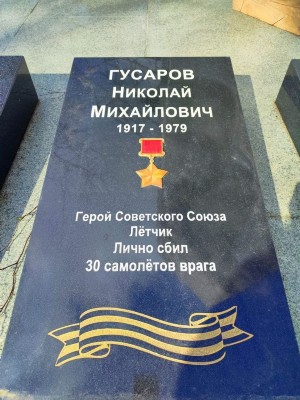 ГУСАРОВ
НИКОЛАЙ
МИХАЙЛОВИЧ
1917 - 1979
Герой Советского Союза
Лётчик
Лично сбил
30 самолётов врага